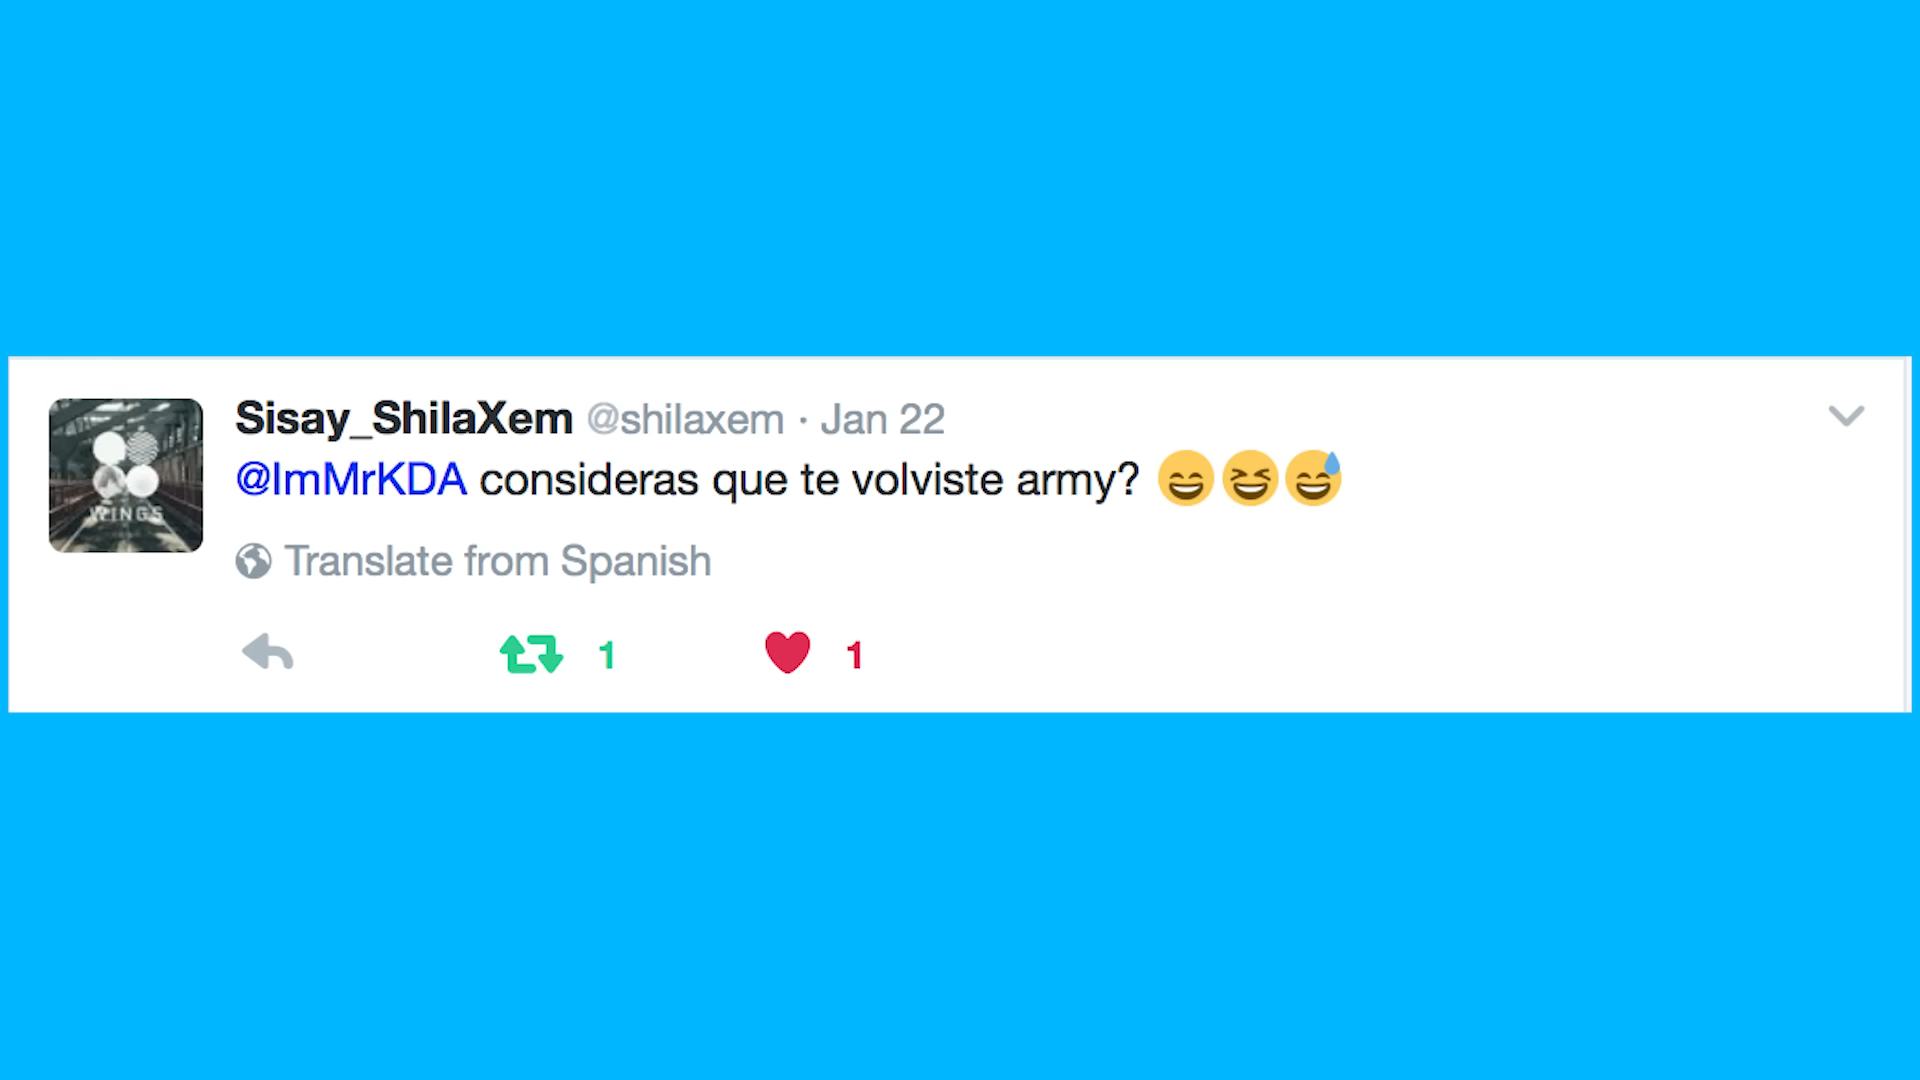 Sisay_ShilaXem @shilaxem · Jan 22
@ImMrKDA consideras que te volviste army? 😄😆😅
WINGS
Translate from Spanish
1 1